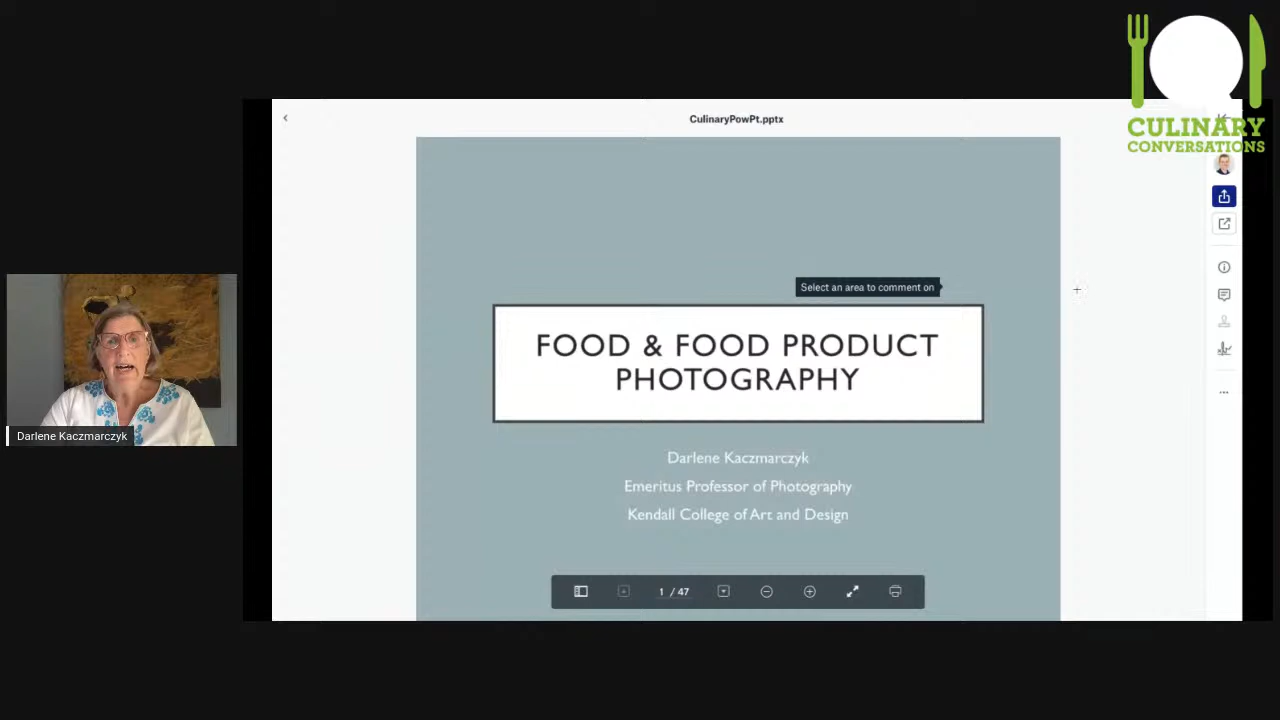 CULINARY
CONVERSATIONS
CulinaryPowPt.pptx
Select an area to comment on
FOOD & FOOD PRODUCT
PHOTOGRAPHY
Darlene Kaczmarczyk
Emeritus Professor of Photography
Kendall College of Art and Design
Darlene Kaczmarczyk
1 / 47